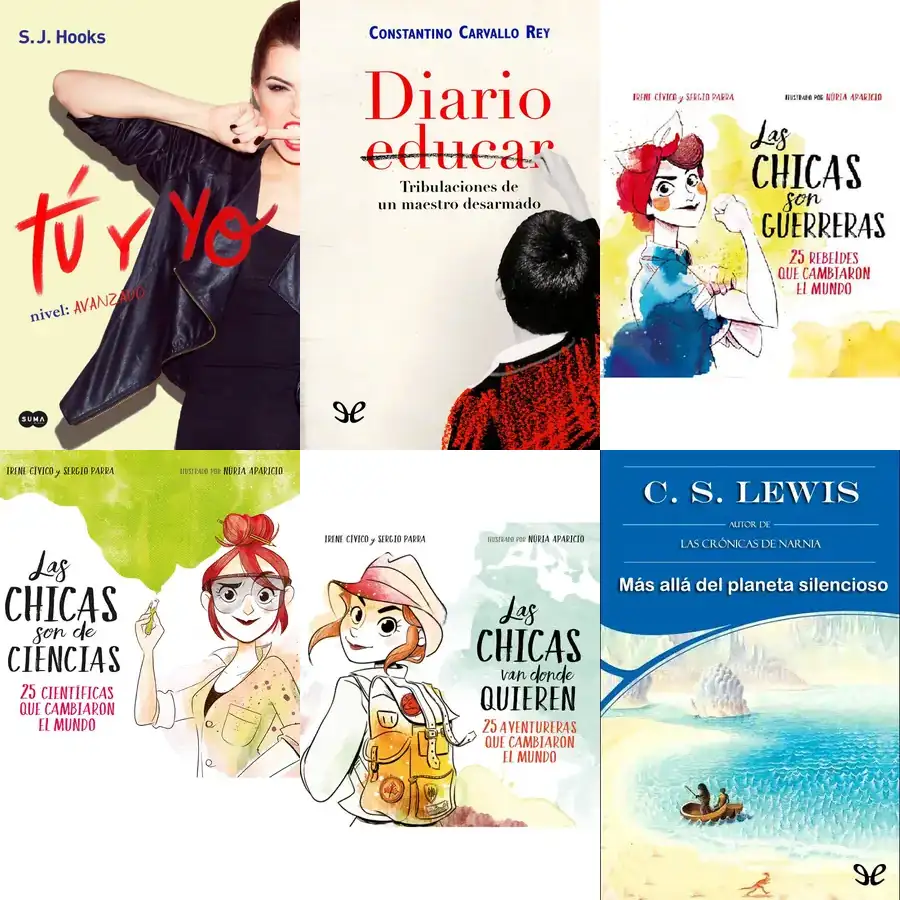 S.J. Hooks
tú y yo
nivel: AVANZADO
SUMA
CONSTANTINO CARVALLO REY
Diario
educar
Tribulaciones de
un maestro desarmado
IRENE CÍVICO y SERGIO PARRA
ILUSTRADO POR NÚRIA APARICIO
Las
CHICAS
son
GUERRERAS
25 REBELDES
QUE CAMBIARON
EL MUNDO
IRENE CÍVICO y SERGIO PARRA
ILUSTRADO POR NÚRIA APARICIO
Las
CHICAS
son de
CIENCIAS
25 CIENTÍFICAS
QUE CAMBIARON
EL MUNDO
IRENE CÍVICO y SERGIO PARRA
ILUSTRADO POR NÚRIA APARICIO
Las
CHICAS
van donde
QUIEREN
25 AVENTURERAS
QUE CAMBIARON
EL MUNDO
C. S. LEWIS
AUTOR DE
LAS CRÓNICAS DE NARNIA
Más allá del planeta silencioso